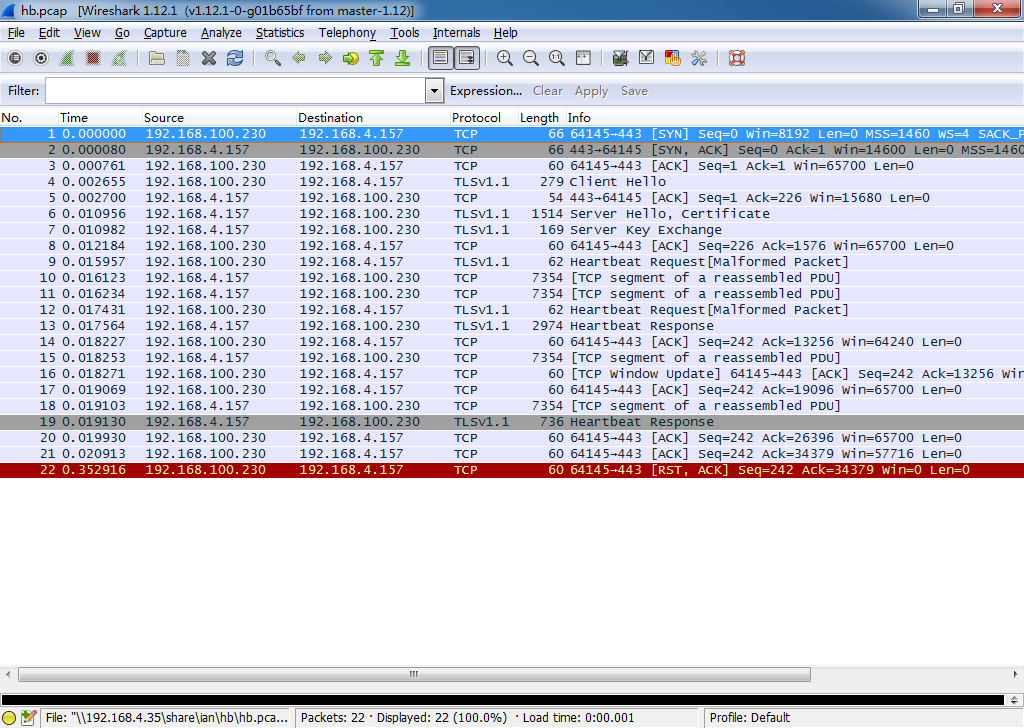 hb.pcap [Wireshark 1.12.1 (v1.12.1-0-g01b65bf from master-1.12)]
File Edit View Go Capture Analyze Statistics Telephony Tools Internals Help
Filter: Expression... Clear Apply Save
No. Time Source Destination Protocol Length Info
1 0.000000 192.168.100.230 192.168.4.157 TCP 66 64145→443 [SYN] Seq=0 Win=8192 Len=0 MSS=1460 WS=4 SACK_P
2 0.000080 192.168.4.157 192.168.100.230 TCP 66 443→64145 [SYN, ACK] Seq=0 Ack=1 Win=14600 Len=0 MSS=1460
3 0.000761 192.168.100.230 192.168.4.157 TCP 60 64145→443 [ACK] Seq=1 Ack=1 Win=65700 Len=0
4 0.002655 192.168.100.230 192.168.4.157 TLSv1.1 279 Client Hello
5 0.002700 192.168.4.157 192.168.100.230 TCP 54 443→64145 [ACK] Seq=1 Ack=226 Win=15680 Len=0
6 0.010956 192.168.4.157 192.168.100.230 TLSv1.1 1514 Server Hello, Certificate
7 0.010982 192.168.4.157 192.168.100.230 TLSv1.1 169 Server Key Exchange
8 0.012184 192.168.100.230 192.168.4.157 TCP 60 64145→443 [ACK] Seq=226 Ack=1576 Win=65700 Len=0
9 0.015957 192.168.100.230 192.168.4.157 TLSv1.1 62 Heartbeat Request[Malformed Packet]
10 0.016123 192.168.4.157 192.168.100.230 TCP 7354 [TCP segment of a reassembled PDU]
11 0.016234 192.168.4.157 192.168.100.230 TCP 7354 [TCP segment of a reassembled PDU]
12 0.017431 192.168.100.230 192.168.4.157 TLSv1.1 62 Heartbeat Request[Malformed Packet]
13 0.017564 192.168.4.157 192.168.100.230 TLSv1.1 2974 Heartbeat Response
14 0.018227 192.168.100.230 192.168.4.157 TCP 60 64145→443 [ACK] Seq=242 Ack=13256 Win=64240 Len=0
15 0.018253 192.168.4.157 192.168.100.230 TCP 7354 [TCP segment of a reassembled PDU]
16 0.018271 192.168.100.230 192.168.4.157 TCP 60 [TCP Window Update] 64145→443 [ACK] Seq=242 Ack=13256 Win
17 0.019069 192.168.100.230 192.168.4.157 TCP 60 64145→443 [ACK] Seq=242 Ack=19096 Win=65700 Len=0
18 0.019103 192.168.4.157 192.168.100.230 TCP 7354 [TCP segment of a reassembled PDU]
19 0.019130 192.168.4.157 192.168.100.230 TLSv1.1 736 Heartbeat Response
20 0.019930 192.168.100.230 192.168.4.157 TCP 60 64145→443 [ACK] Seq=242 Ack=26396 Win=65700 Len=0
21 0.020913 192.168.100.230 192.168.4.157 TCP 60 64145→443 [ACK] Seq=242 Ack=34379 Win=57716 Len=0
22 0.352916 192.168.100.230 192.168.4.157 TCP 60 64145→443 [RST, ACK] Seq=242 Ack=34379 Win=0 Len=0
File: "\\192.168.4.35\share\ian\hb\hb.pca... Packets: 22 · Displayed: 22 (100.0%) · Load time: 0:00.001 Profile: Default